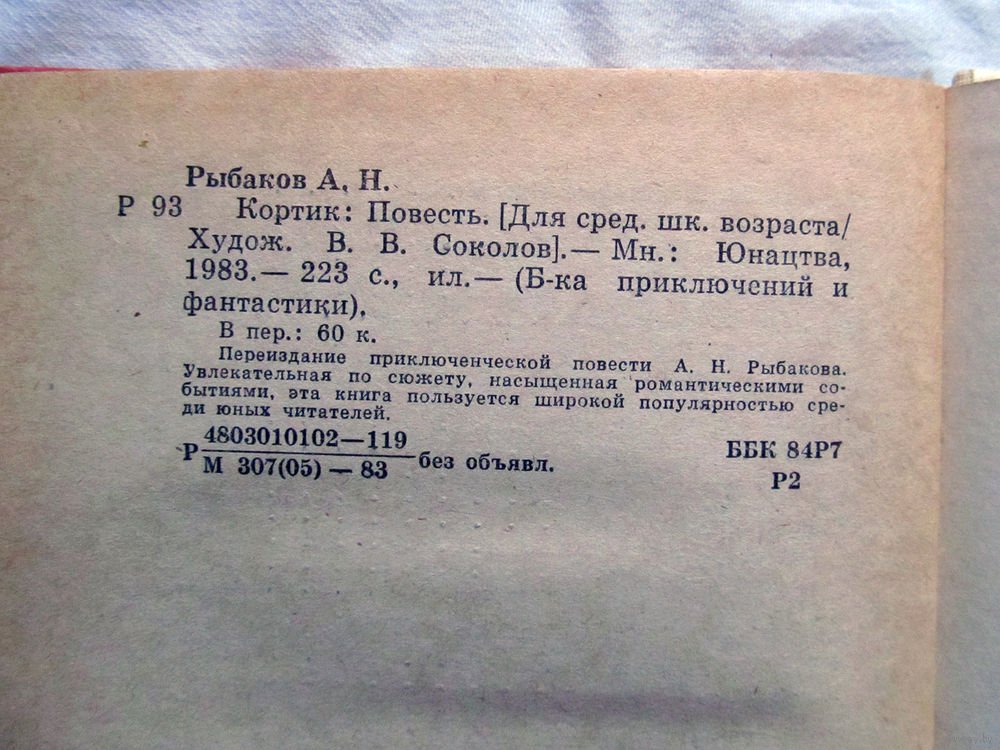 Рыбаков А. Н.
Р 93 Кортик: Повесть. [Для сред. шк. возраста/
Худож. В. В. Соколов].— Мн.: Юнацтва,
1983.— 223 с., ил.— (Б-ка приключений и
фантастики).
В пер.: 60 к.
Переиздание приключенческой повести А. Н. Рыбакова.
Увлекательная по сюжету, насыщенная романтическими со-
бытиями, эта книга пользуется широкой популярностью сре-
ди юных читателей.
Р 4803010102—119
М 307(05) — 83 без объявл.
ББК 84Р7
Р2